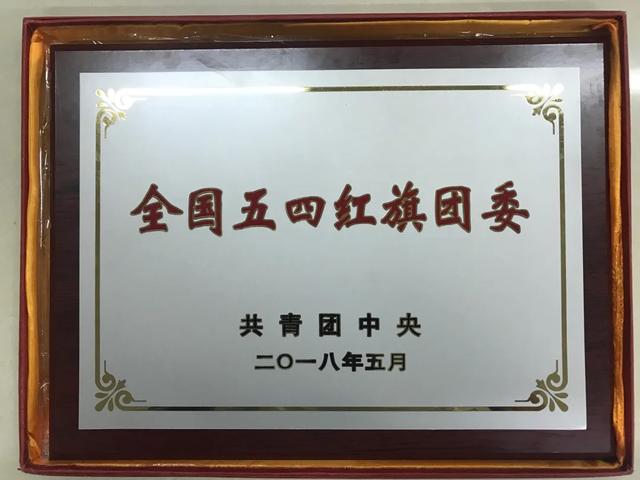 全国五四红旗团委
共青团中央
二〇一八年五月